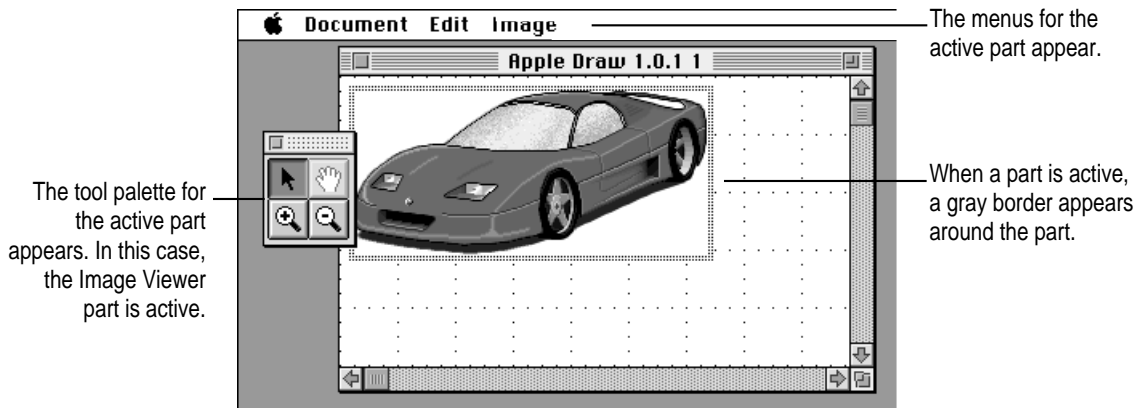 Document Edit Image
The menus for the
active part appear.
Apple Draw 1.0.1 1
When a part is active,
a gray border appears
around the part.
The tool palette for
the active part
appears. In this case,
the Image Viewer
part is active.